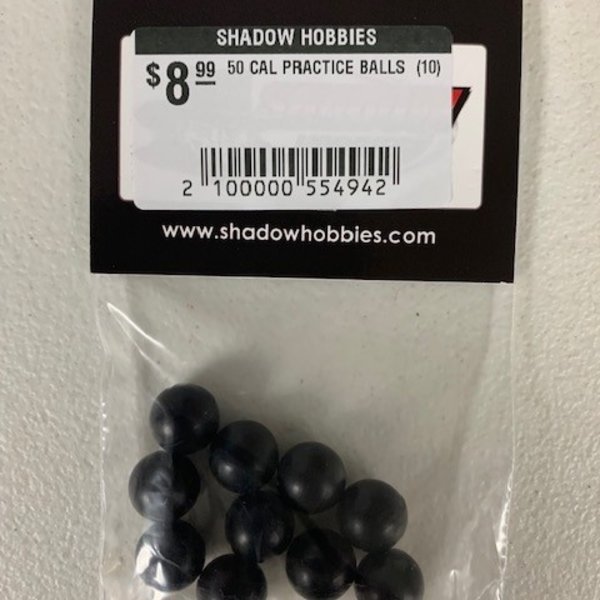 SHADOW HOBBIES
$8.99 50 CAL PRACTICE BALLS (10)
2 100000 554942
www.shadowhobbies.com